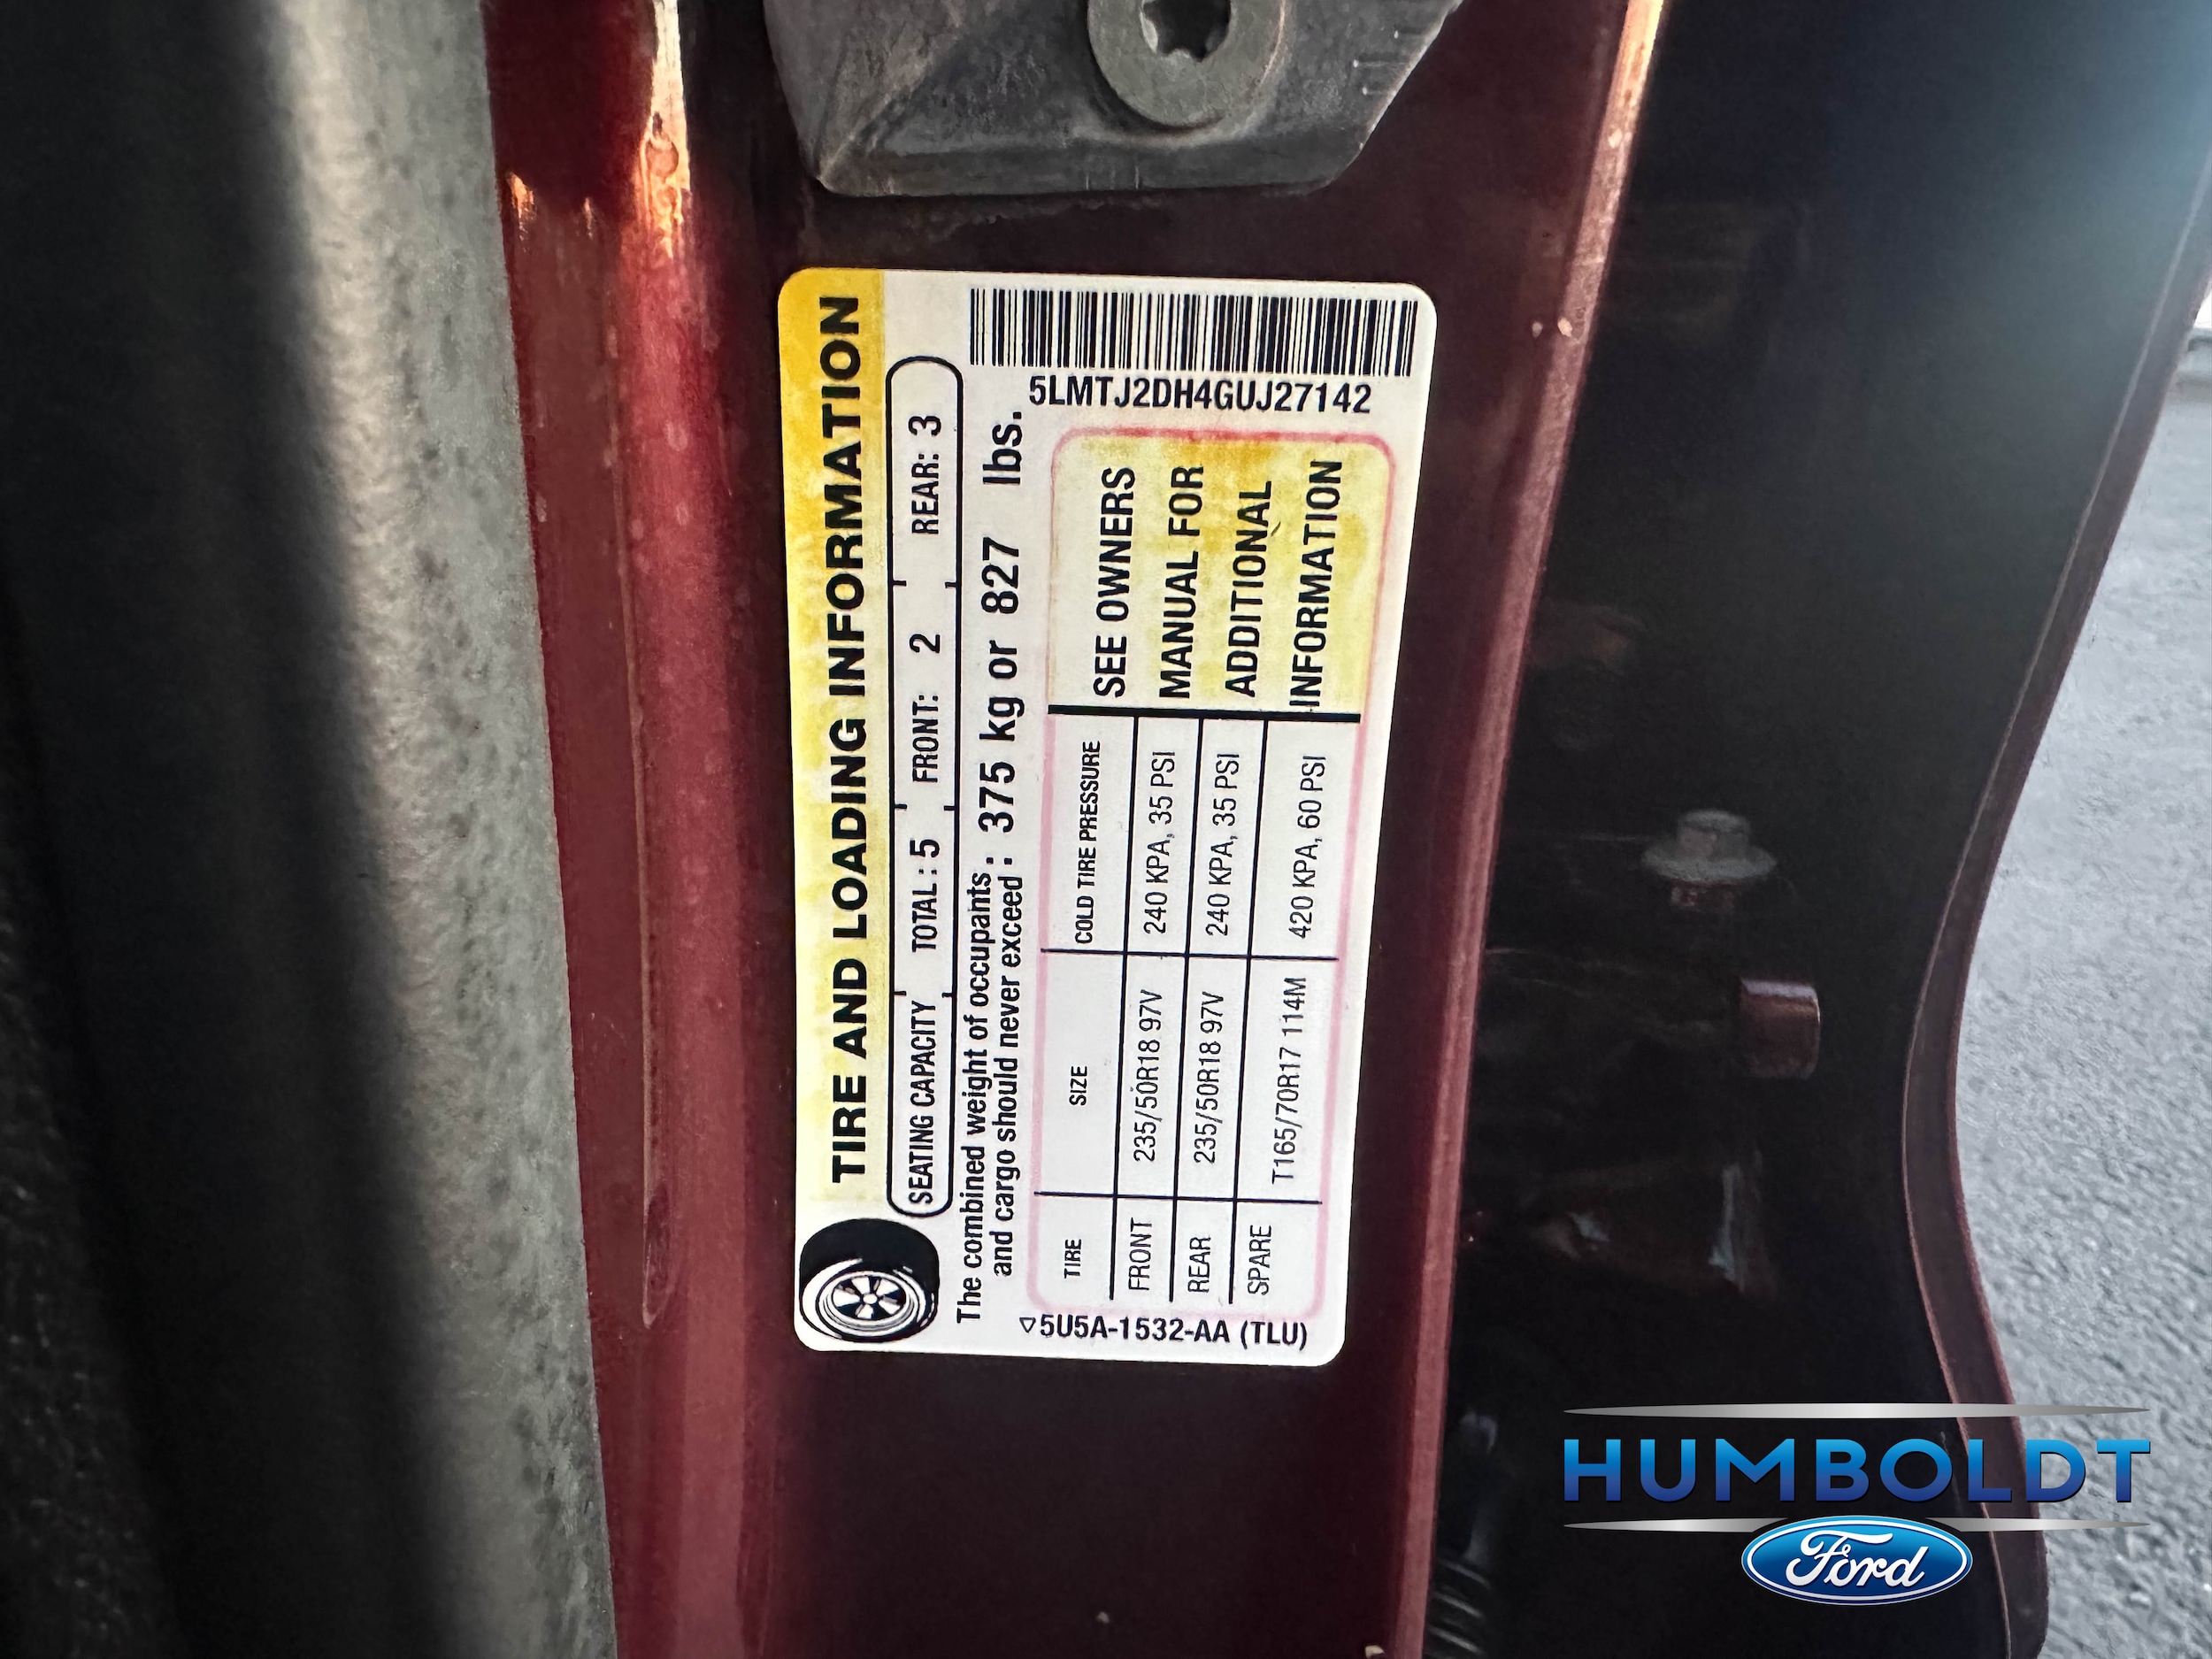 TIRE AND LOADING INFORMATION
SEATING CAPACITY TOTAL: 5 FRONT: 2 REAR: 3
The combined weight of occupants
and cargo should never exceed : 375 kg or 827 lbs.
5LMTJ2DH4GUJ27142
TIRE SIZE COLD TIRE PRESSURE
FRONT 235/50R18 97V 240 KPA, 35 PSI
REAR 235/50R18 97V 240 KPA, 35 PSI
SPARE T165/70R17 114M 420 KPA, 60 PSI
SEE OWNERS
MANUAL FOR
ADDITIONAL
INFORMATION
5U5A-1532-AA (TLU)
HUMBOLDT
Ford